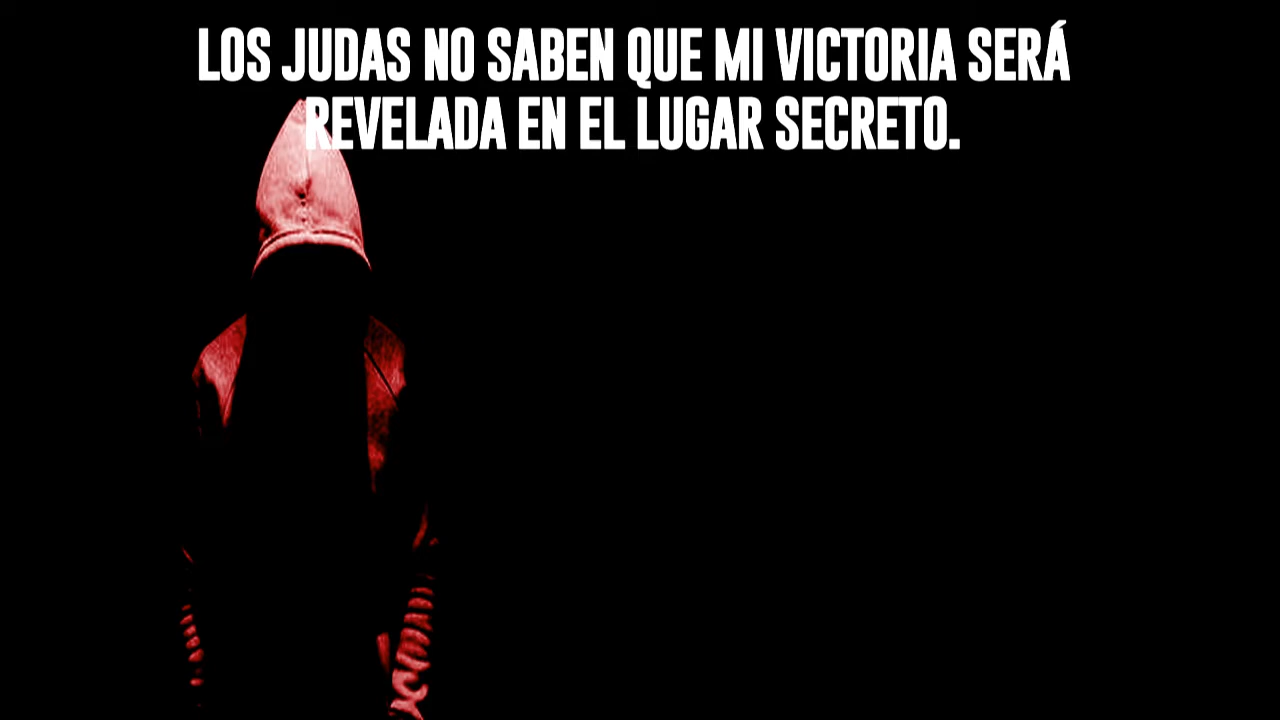 LOS JUDAS NO SABEN QUE MI VICTORIA SERÁ
REVELADA EN EL LUGAR SECRETO.